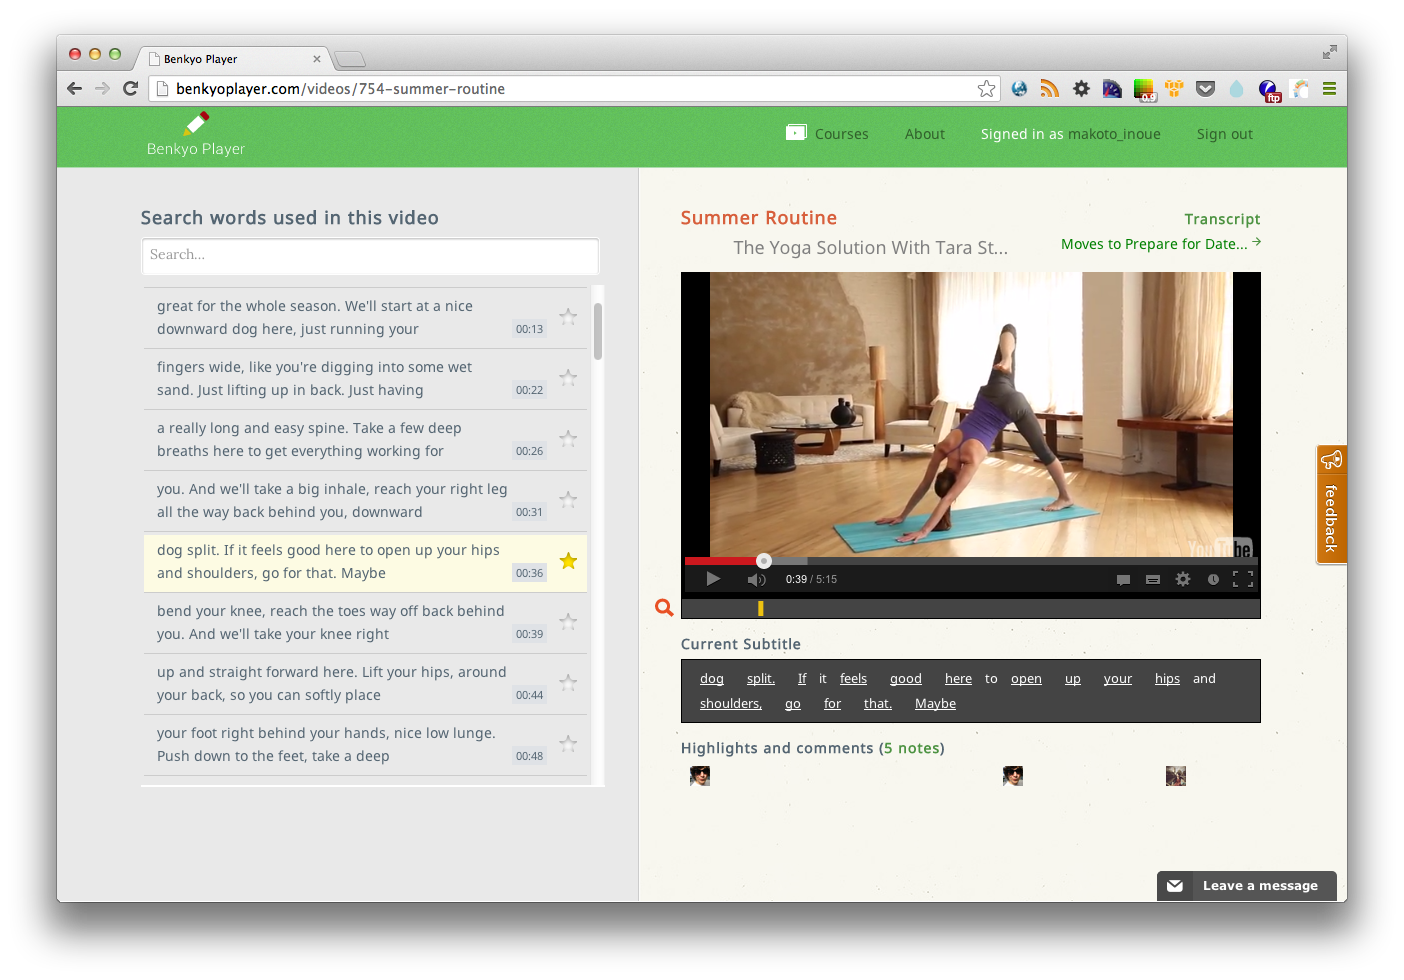 Benkyo Player
benkyoplayer.com/videos/754-summer-routine
0.9
ftp
Benkyo Player
Courses
About
Signed in as makoto_inoue
Sign out
Search words used in this video
Search...
great for the whole season. We'll start at a nice
downward dog here, just running your
00:13
fingers wide, like you're digging into some wet
sand. Just lifting up in back. Just having
00:22
a really long and easy spine. Take a few deep
breaths here to get everything working for
00:26
you. And we'll take a big inhale, reach your right leg
all the way back behind you, downward
00:31
dog split. If it feels good here to open up your hips
and shoulders, go for that. Maybe
00:36
bend your knee, reach the toes way off back behind
you. And we'll take your knee right
00:39
up and straight forward here. Lift your hips, around
your back, so you can softly place
00:44
your foot right behind your hands, nice low lunge.
Push down to the feet, take a deep
00:48
Summer Routine
The Yoga Solution With Tara St...
Transcript
Moves to Prepare for Date...
YouTube
0:39 / 5:15
Current Subtitle
dog split. If it feels good here to open up your hips and
shoulders, go for that. Maybe
Highlights and comments (5 notes)
feedback
Leave a message